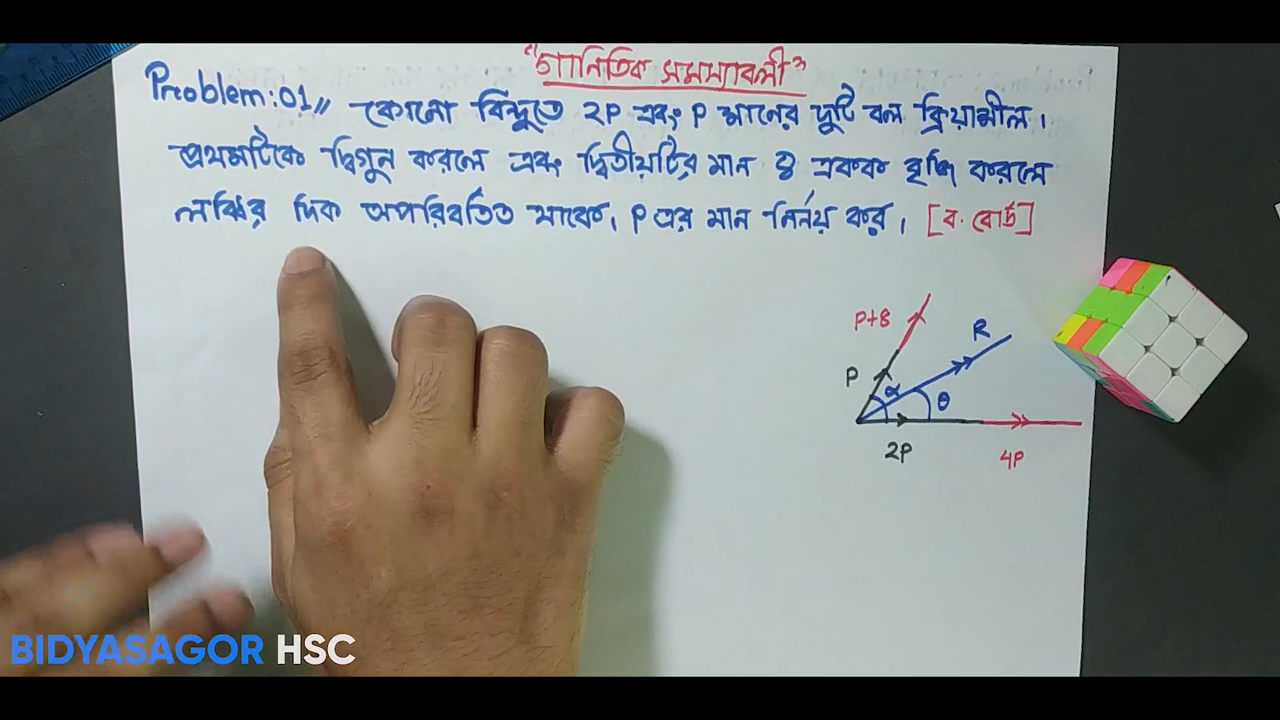 "গানিতিক সমস্যাবলী"
Problem:01// কোনো বিন্দুতে 2P এবং P মানের দুটি বল ক্রিয়াশীল।
প্রথমটিকে দ্বিগুন করলে এবং দ্বিতীয়টির মান 8 একক বৃদ্ধি করলে
লব্ধির দিক অপরিবর্তিত থাকে। P এর মান নির্নয় কর। [ব. বোর্ড]
P+8
R
P
α
θ
2P
4P
BIDYASAGOR HSC